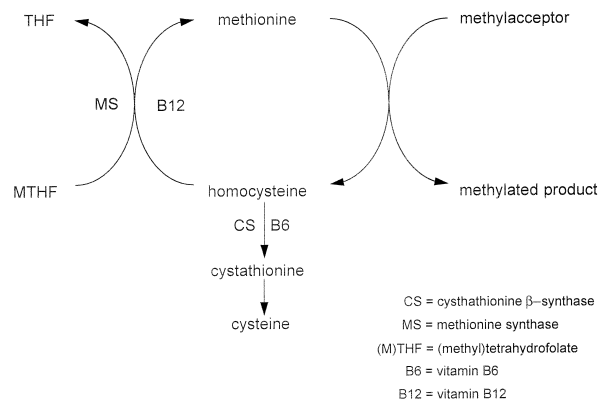 THF methionine methylacceptor
MS B12
MTHF homocysteine methylated product
CS B6
cystathionine
cysteine
CS = cysthathionine β–synthase
MS = methionine synthase
(M)THF = (methyl)tetrahydrofolate
B6 = vitamin B6
B12 = vitamin B12